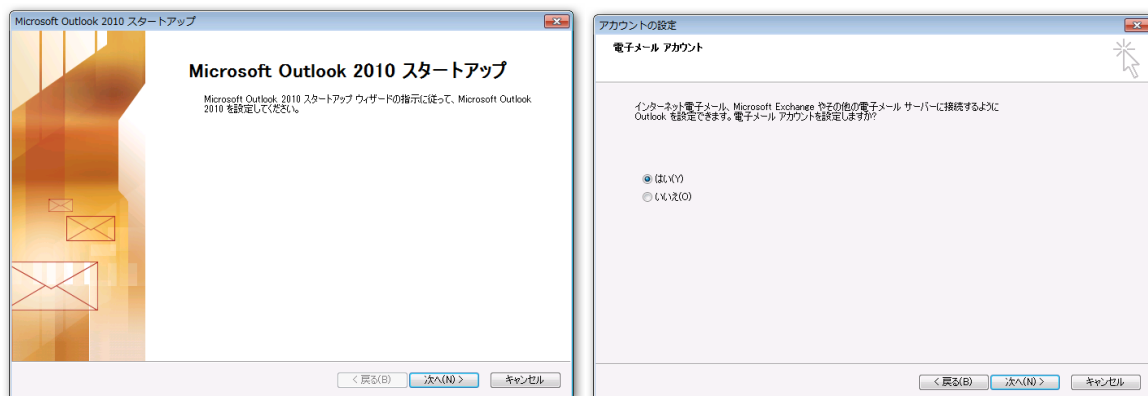 Microsoft Outlook 2010 スタートアップ
Microsoft Outlook 2010 スタートアップ
Microsoft Outlook 2010 スタートアップ ウィザードの指示に従って、Microsoft Outlook
2010 を設定してください。
< 戻る(B)
次へ(N) >
キャンセル
アカウントの設定
電子メール アカウント
インターネット電子メール、Microsoft Exchange やその他の電子メール サーバーに接続するように
Outlook を設定できます。電子メール アカウントを設定しますか?
はい(Y)
いいえ(O)
< 戻る(B)
次へ(N) >
キャンセル